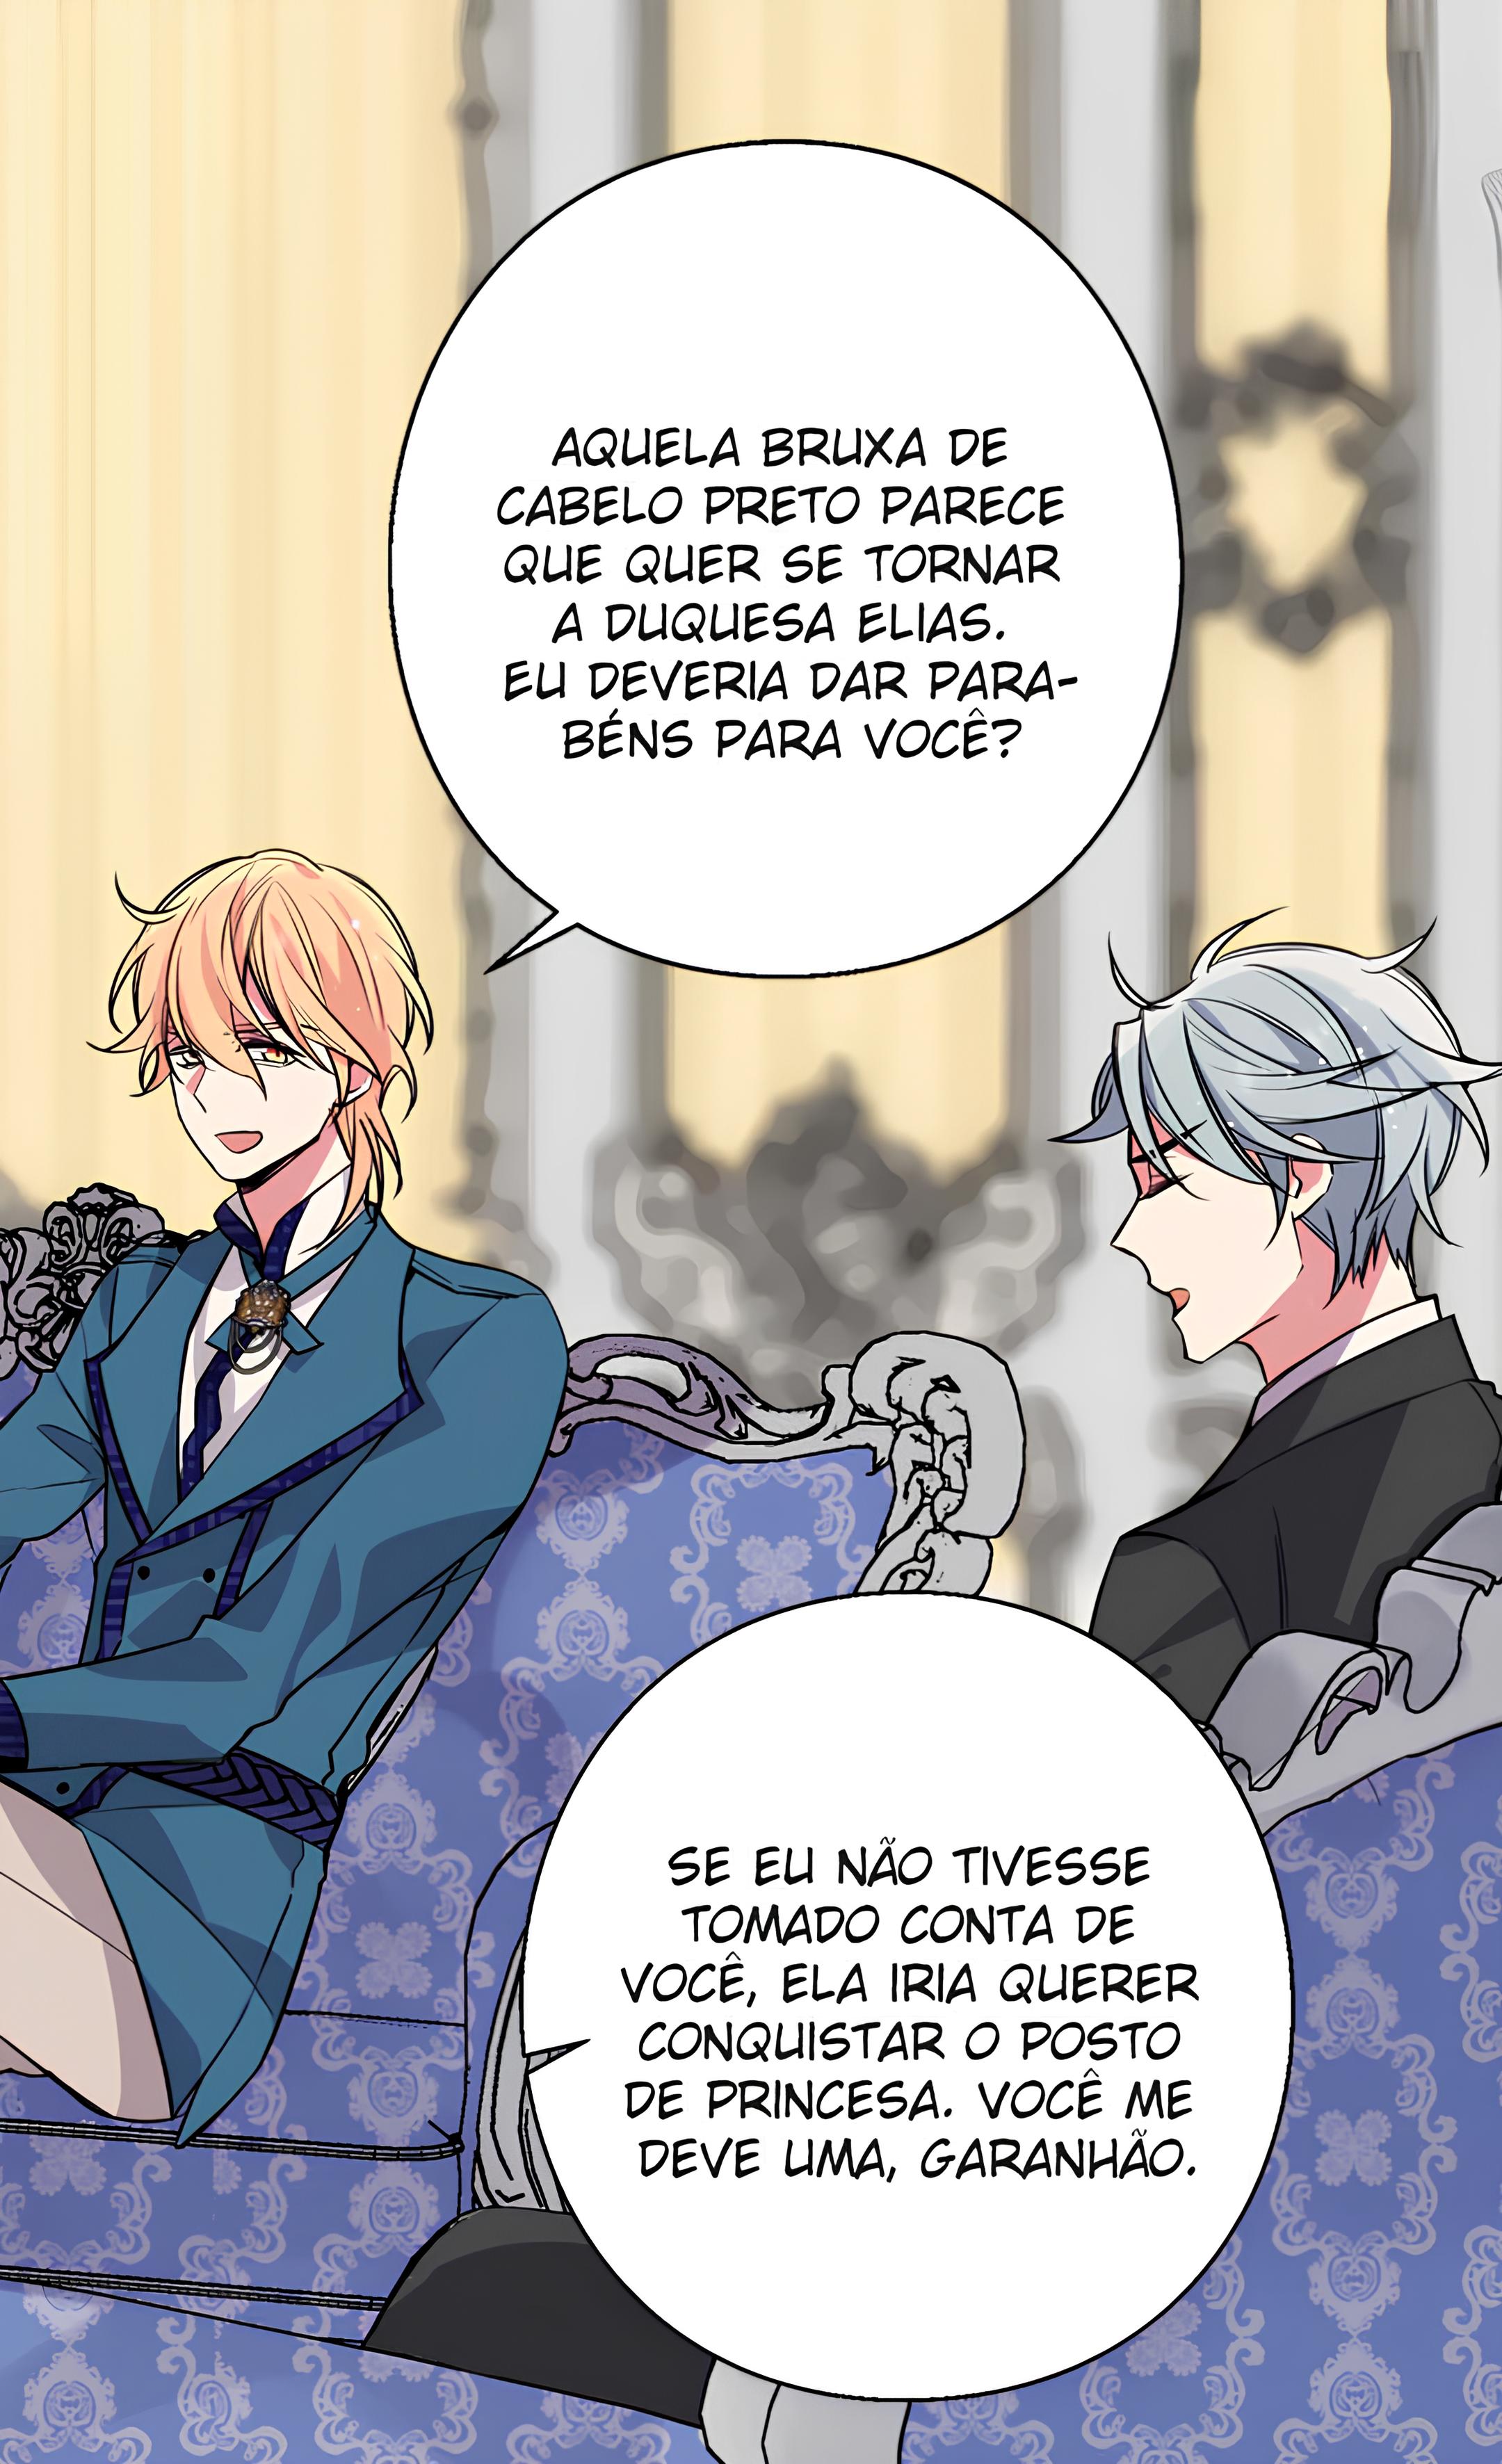 AQUELA BRUXA DE
CABELO PRETO PARECE
QUE QUER SE TORNAR
A DUQUESA ELIAS.
EU DEVERIA DAR PARA-
BÉNS PARA VOCÊ?
SE EU NÃO TIVESSE
TOMADO CONTA DE
VOCÊ, ELA IRIA QUERER
CONQUISTAR O POSTO
DE PRINCESA. VOCÊ ME
DEVE UMA, GARANHÃO.